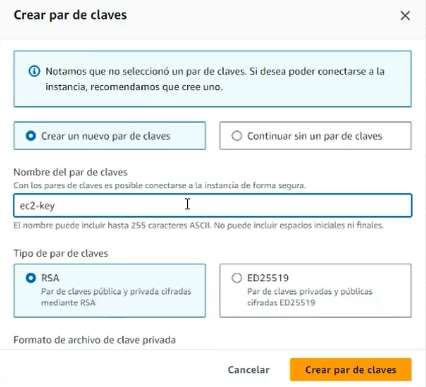 Crear par de claves
Notamos que no seleccionó un par de claves. Si desea poder conectarse a la
instancia, recomendamos que cree uno.
Crear un nuevo par de claves
Continuar sin un par de claves
Nombre del par de claves
Con los pares de claves es posible conectarse a la instancia de forma segura.
ec2-key
El nombre puede incluir hasta 255 caracteres ASCII. No puede incluir espacios iniciales ni finales.
Tipo de par de claves
RSA
Par de claves pública y privada cifradas
mediante RSA
ED25519
Par de claves privadas y públicas
cifradas ED25519
Formato de archivo de clave privada
Cancelar
Crear par de claves